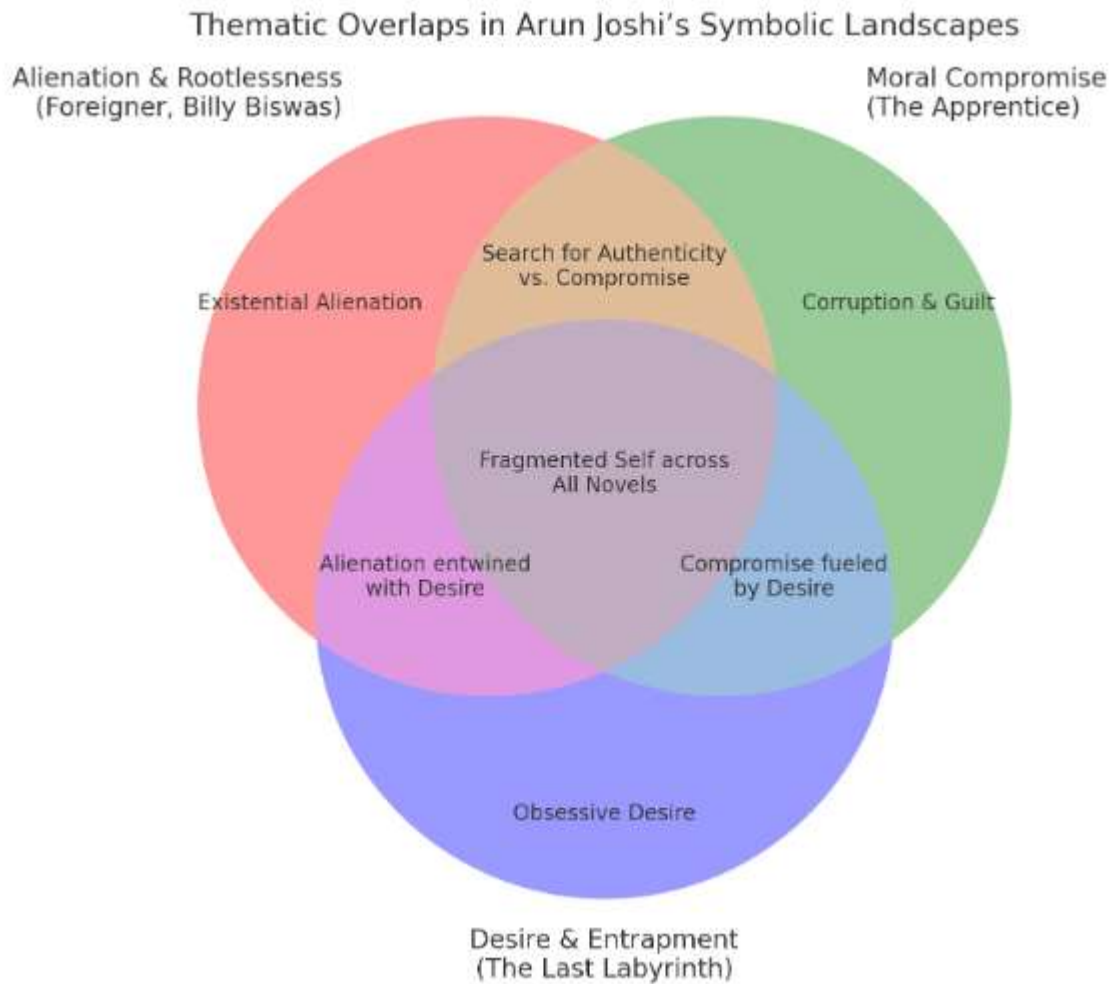 Thematic Overlaps in Arun Joshi’s Symbolic Landscapes
Alienation & Rootlessness
(Foreigner, Billy Biswas)
Moral Compromise
(The Apprentice)
Search for Authenticity
vs. Compromise
Existential Alienation
Corruption & Guilt
Fragmented Self across
All Novels
Alienation entwined
with Desire
Compromise fueled
by Desire
Obsessive Desire
Desire & Entrapment
(The Last Labyrinth)